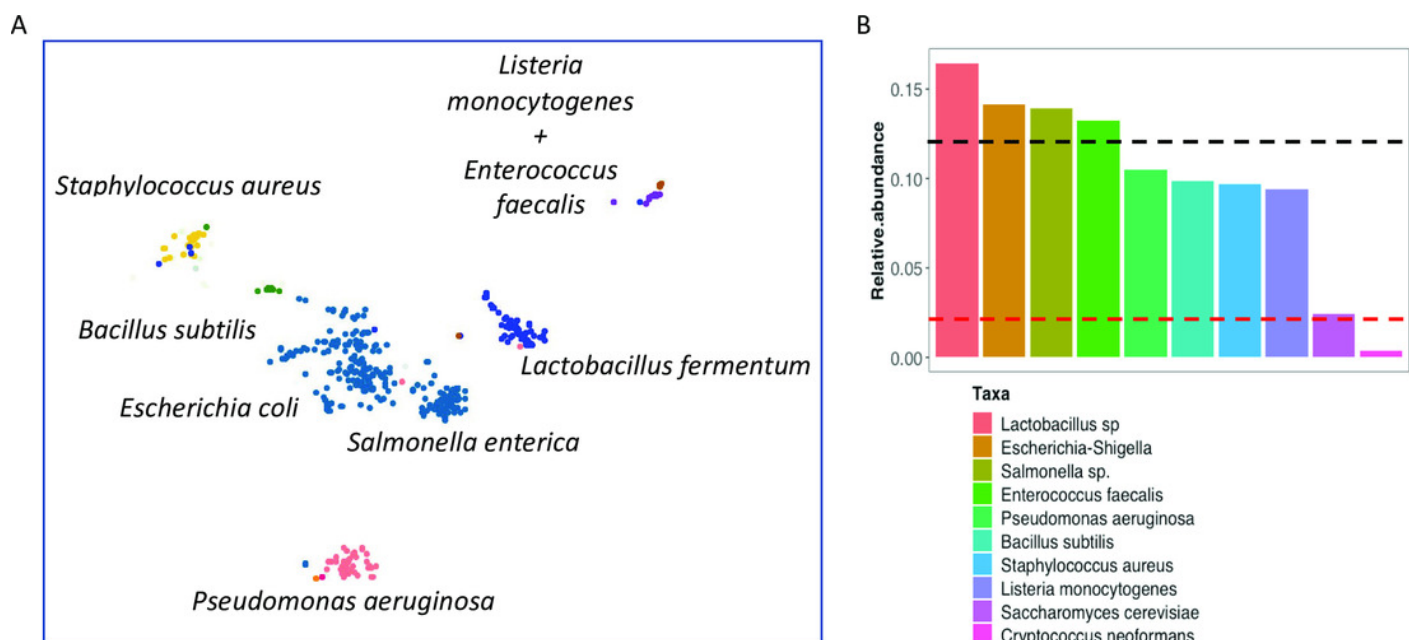 A
Listeria
monocytogenes
+
Enterococcus
faecalis
Staphylococcus aureus
Bacillus subtilis
Lactobacillus fermentum
Escherichia coli
Salmonella enterica
Pseudomonas aeruginosa
B
Relative.abundance
0.15
0.10
0.05
0.00
Taxa
Lactobacillus sp
Escherichia-Shigella
Salmonella sp.
Enterococcus faecalis
Pseudomonas aeruginosa
Bacillus subtilis
Staphylococcus aureus
Listeria monocytogenes
Saccharomyces cerevisiae
Cryptococcus neoformans